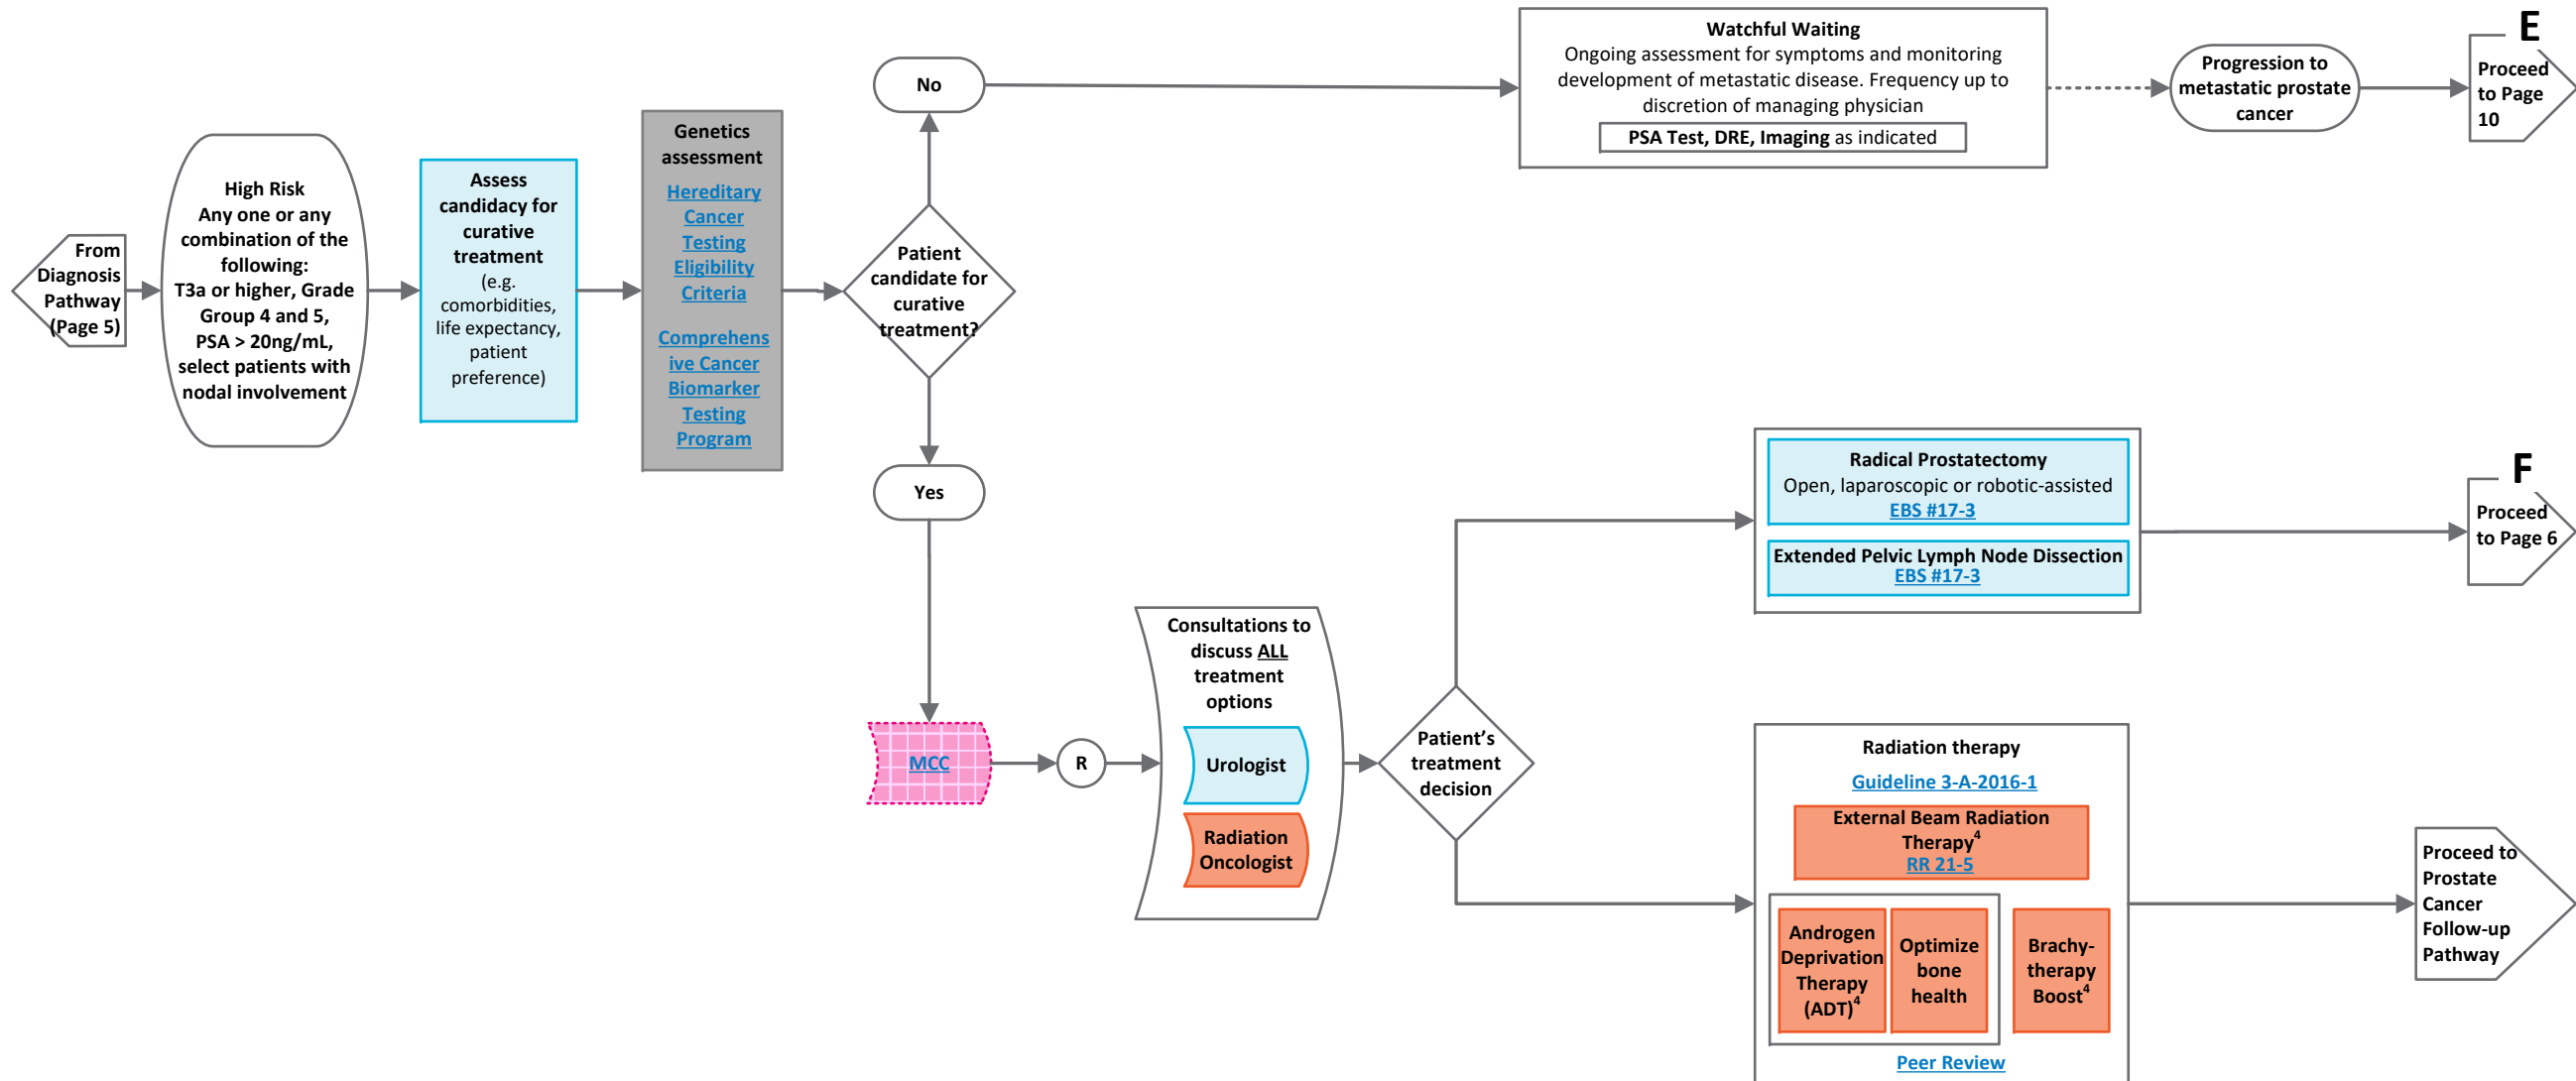 From
Diagnosis
Pathway
(Page 5)
High Risk
Any one or any
combination of the
following:
T3a or higher, Grade
Group 4 and 5,
PSA > 20ng/mL,
select patients with
nodal involvement
Assess
candidacy for
curative
treatment
(e.g.
comorbidities,
life expectancy,
patient
preference)
Genetics
assessment
Hereditary
Cancer
Testing
Eligibility
Criteria
Comprehens
ive Cancer
Biomarker
Testing
Program
Patient
candidate for
curative
treatment?
No
Watchful Waiting
Ongoing assessment for symptoms and monitoring
development of metastatic disease. Frequency up to
discretion of managing physician
PSA Test, DRE, Imaging as indicated
Progression to
metastatic prostate
cancer
E
Proceed
to Page
10
Yes
MCC
R
Consultations to
discuss ALL
treatment
options
Urologist
Radiation
Oncologist
Patient’s
treatment
decision
Radical Prostatectomy
Open, laparoscopic or robotic-assisted
EBS #17-3
Extended Pelvic Lymph Node Dissection
EBS #17-3
F
Proceed
to Page 6
Radiation therapy
Guideline 3-A-2016-1
External Beam Radiation
Therapy⁴
RR 21-5
Androgen
Deprivation
Therapy
(ADT)⁴
Optimize
bone
health
Brachy-
therapy
Boost⁴
Peer Review
Proceed to
Prostate
Cancer
Follow-up
Pathway